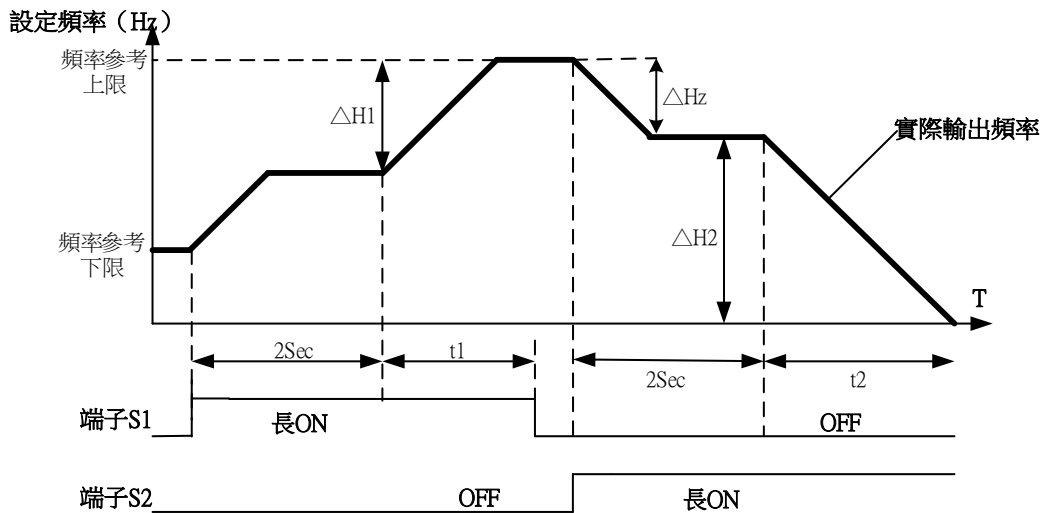 設定頻率（Hz）
頻率參考
上限
△H1
△Hz
實際輸出頻率
頻率參考
下限
△H2
T
2Sec
t1
2Sec
t2
端子S1
長ON
OFF
端子S2
OFF
長ON